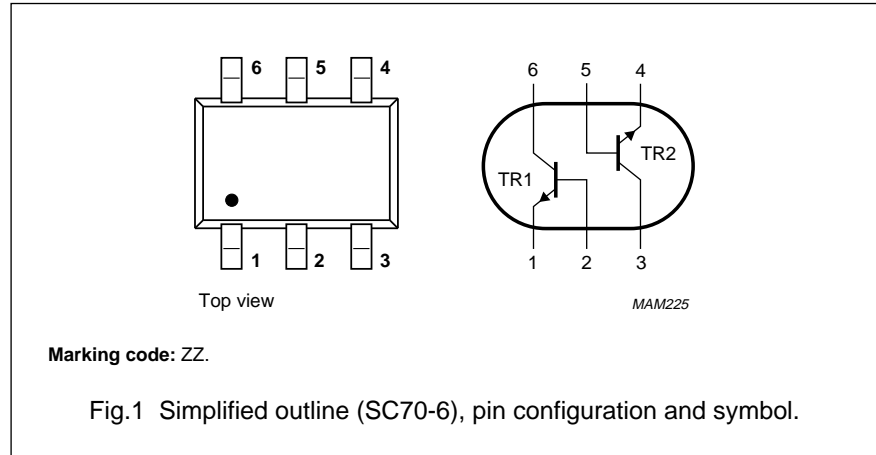 6 5 4
1 2 3
Top view
6 5 4
TR1
TR2
1 2 3
MAM225
Marking code: ZZ.
Fig.1 Simplified outline (SC70-6), pin configuration and symbol.